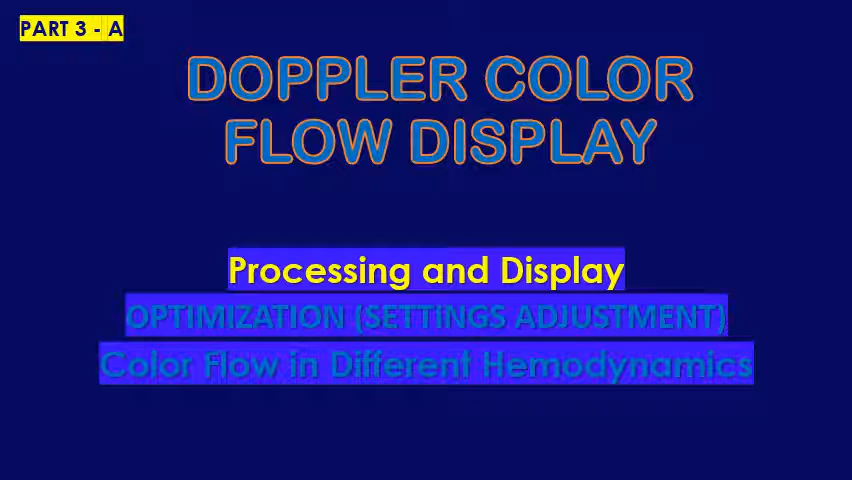 PART 3 - A
DOPPLER COLOR
FLOW DISPLAY
Processing and Display
OPTIMIZATION (SETTiNGS ADJUSTMENT)
Color Flow in Different Hemodynamics